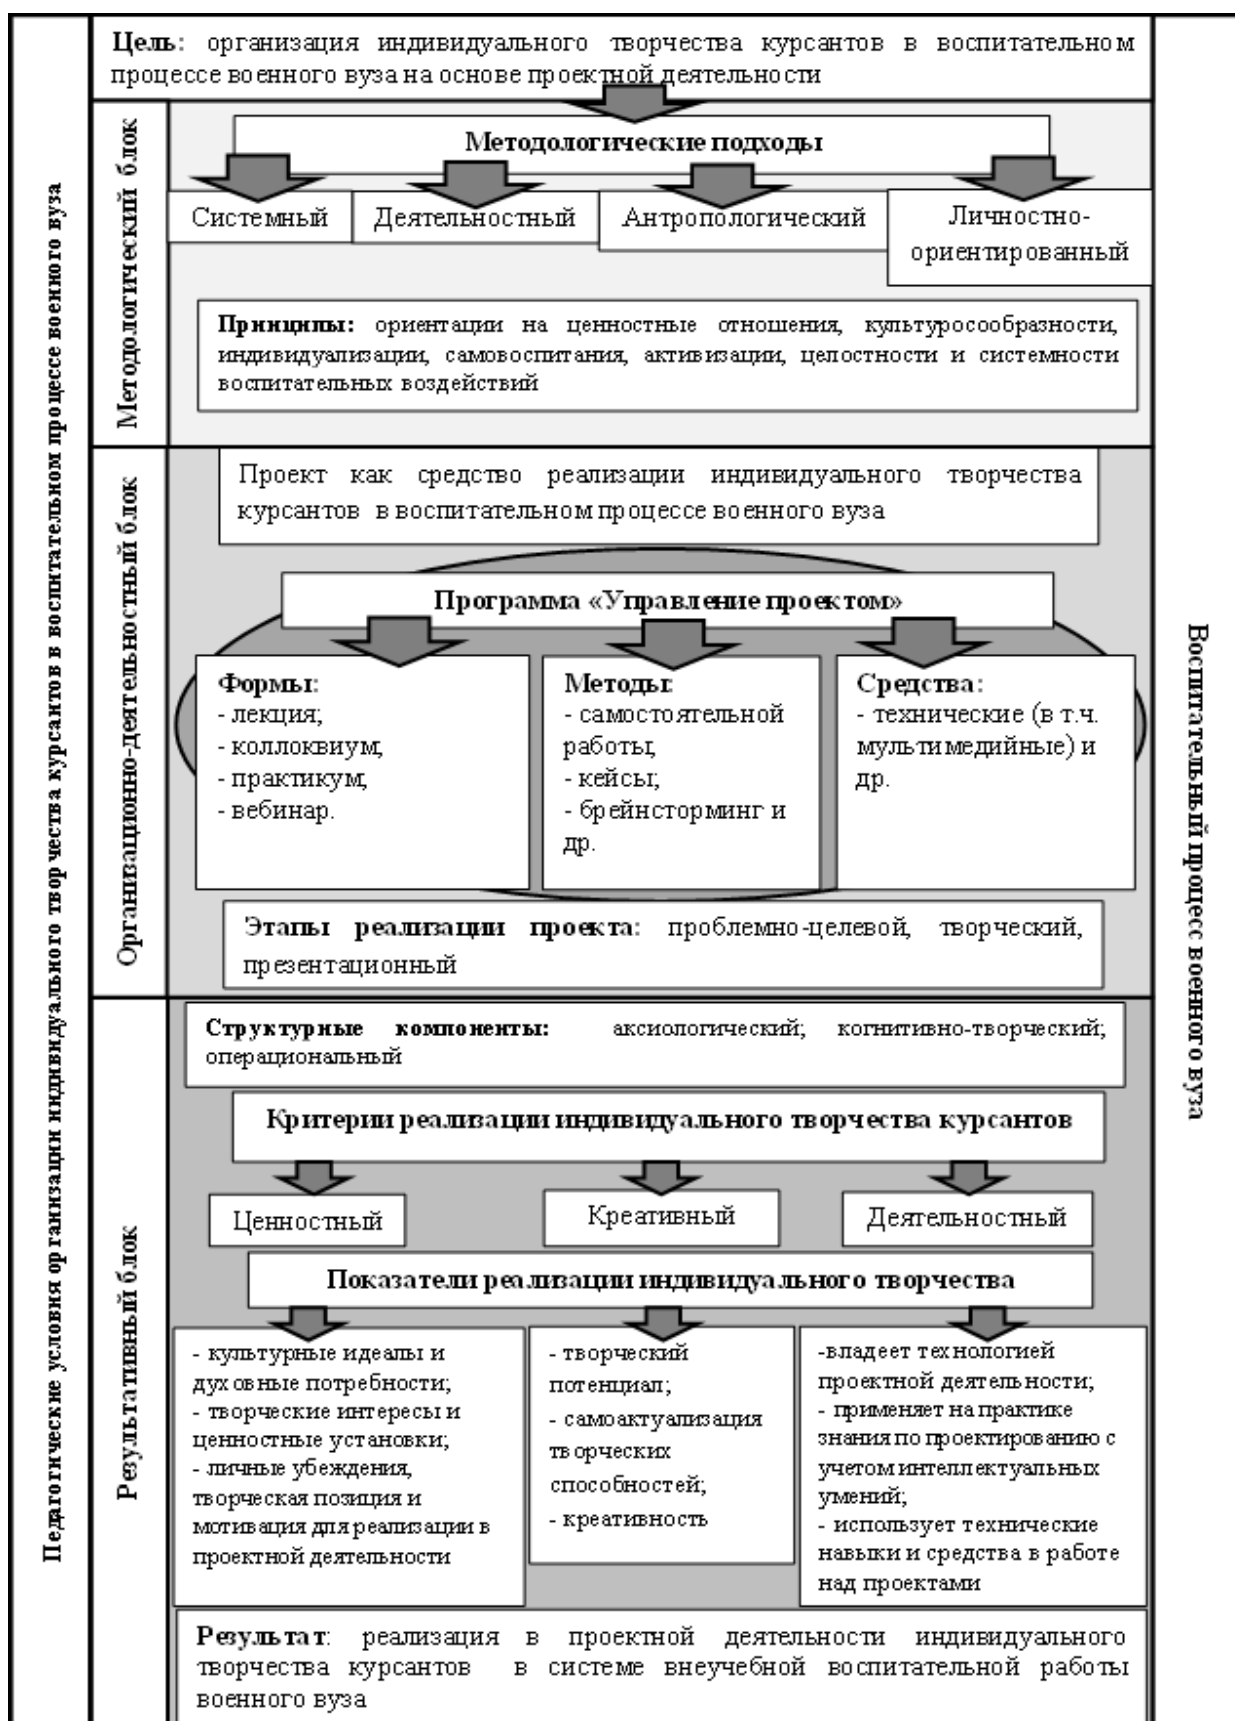 Цель: организация индивидуального творчества курсантов в воспитательном
процессе военного вуза на основе проектной деятельности
Педагогические условия организации индивидуального творчества курсантов в воспитательном процессе военного вуза
Методологический блок
Методологические подходы
Системный
Деятельностный
Антропологический
Личностно-
ориентированный
Принципы: ориентации на ценностные отношения, культуросообразности,
индивидуализации, самовоспитания, активизации, целостности и системности
воспитательных воздействий
Организационно-деятельностный блок
Проект как средство реализации индивидуального творчества
курсантов в воспитательном процессе военного вуза
Программа «Управление проектом»
Формы:
- лекция;
- коллоквиум;
- практикум;
- вебинар.
Методы:
- самостоятельной
работы;
- кейсы;
- брейнсторминг и
др.
Средства:
- технические (в т.ч.
мультимедийные) и
др.
Этапы реализации проекта: проблемно-целевой, творческий,
презентационный
Воспитательный процесс военного вуза
Результативный блок
Структурные компоненты: аксиологический; когнитивно-творческий;
операциональный
Критерии реализации индивидуального творчества курсантов
Ценностный
Креативный
Деятельностный
Показатели реализации индивидуального творчества
- культурные идеалы и
духовные потребности;
- творческие интересы и
ценностные установки;
- личные убеждения,
творческая позиция и
мотивация для реализации в
проектной деятельности
- творческий
потенциал;
- самоактуализация
творческих
способностей;
- креативность
-владеет технологией
проектной деятельности;
- применяет на практике
знания по проектированию с
учетом интеллектуальных
умений;
- использует технические
навыки и средства в работе
над проектами
Результат: реализация в проектной деятельности индивидуального
творчества курсантов в системе внеучебной воспитательной работы
военного вуза